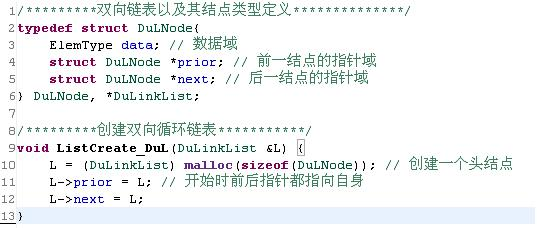 1/*********双向链表以及其结点类型定义**************/
2typedef struct DuLNode{
3    ElemType data; // 数据域
4    struct DuLNode *prior; // 前一结点的指针域
5    struct DuLNode *next; // 后一结点的指针域
6} DuLNode, *DuLinkList;
7
8/*********创建双向循环链表***********/
9void ListCreate_DuL(DuLinkList &L) {
10    L = (DuLinkList) malloc(sizeof(DuLNode)); // 创建一个头结点
11    L->prior = L; // 开始时前后指针都指向自身
12    L->next = L;
13}